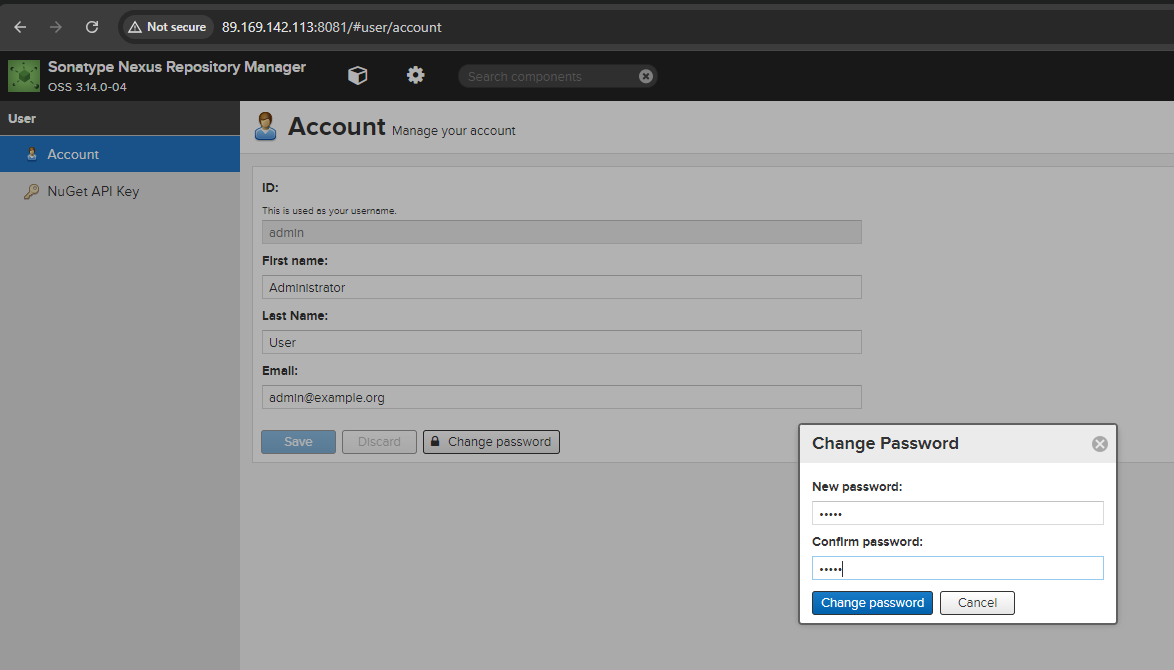 Not secure 89.169.142.113:8081/#user/account
Sonatype Nexus Repository Manager
OSS 3.14.0-04
Search components
User
Account
NuGet API Key
Account Manage your account
ID:
This is used as your username.
admin
First name:
Administrator
Last Name:
User
Email:
admin@example.org
Save Discard Change password
Change Password
New password:
•••••
Confirm password:
•••••
Change password Cancel